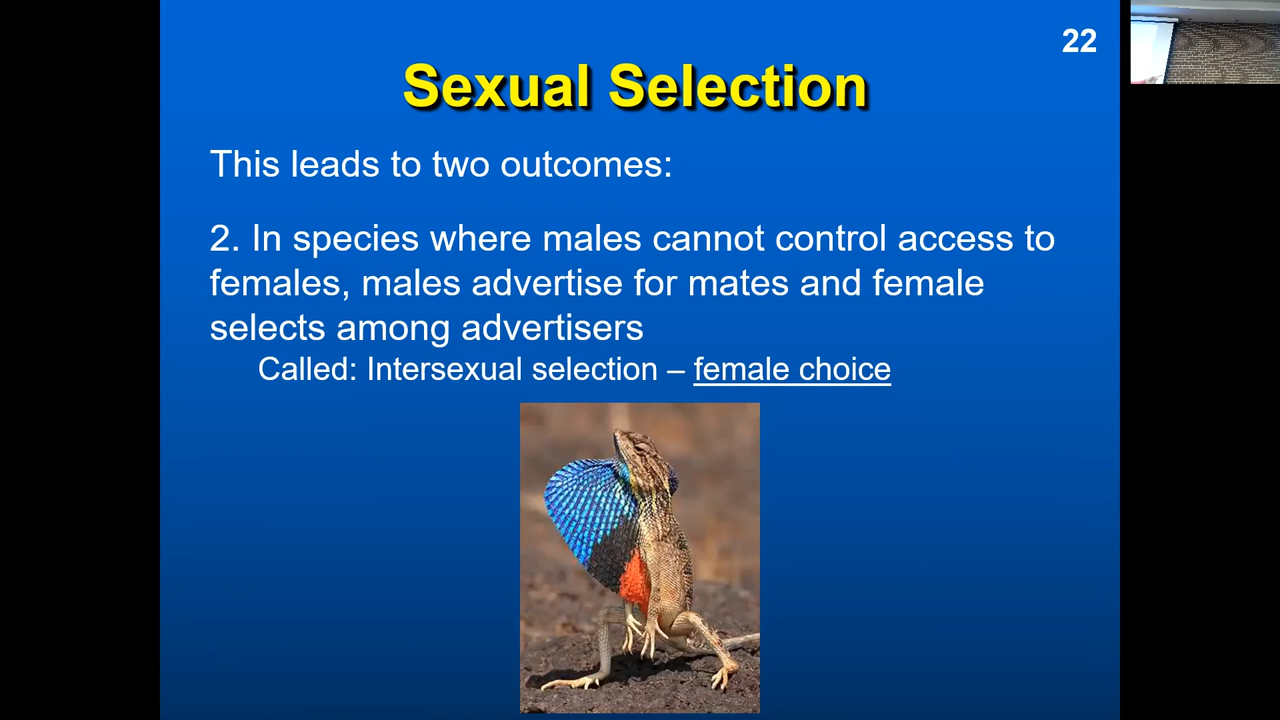 22
Sexual Selection
This leads to two outcomes:
2. In species where males cannot control access to
females, males advertise for mates and female
selects among advertisers
Called: Intersexual selection – female choice